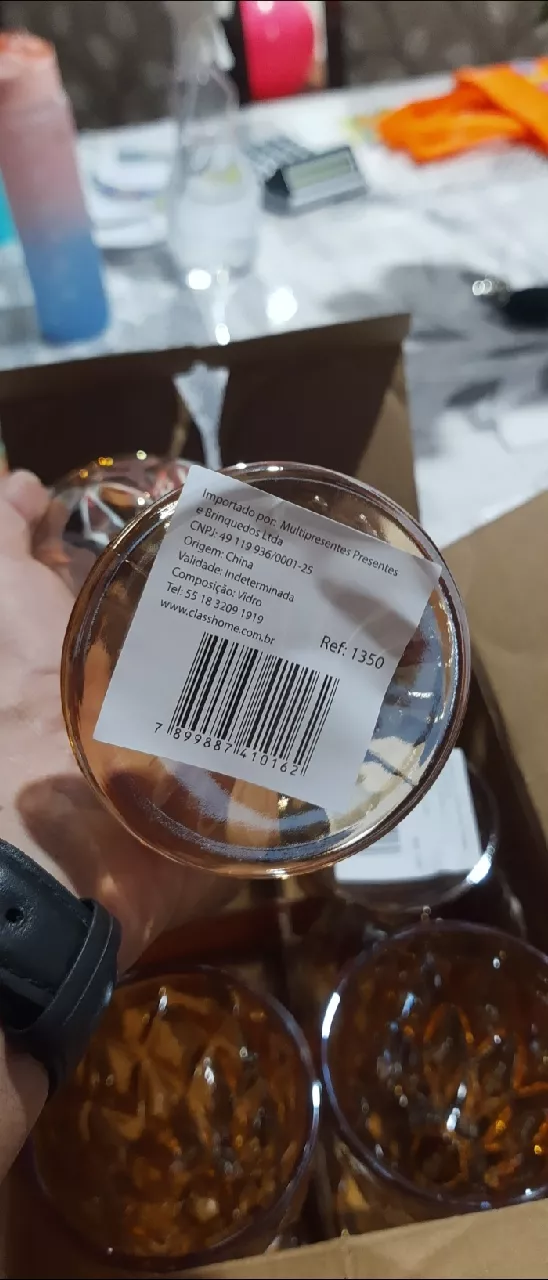 Importado por: Multipresentes Presentes
e Brinquedos Ltda
CNPJ: 49 119 936/0001-25
Origem: China
Validade: Indeterminada
Composição: Vidro
Tel: 55 18 3209 1919
www.classhome.com.br
Ref: 1350
7 899887 410162